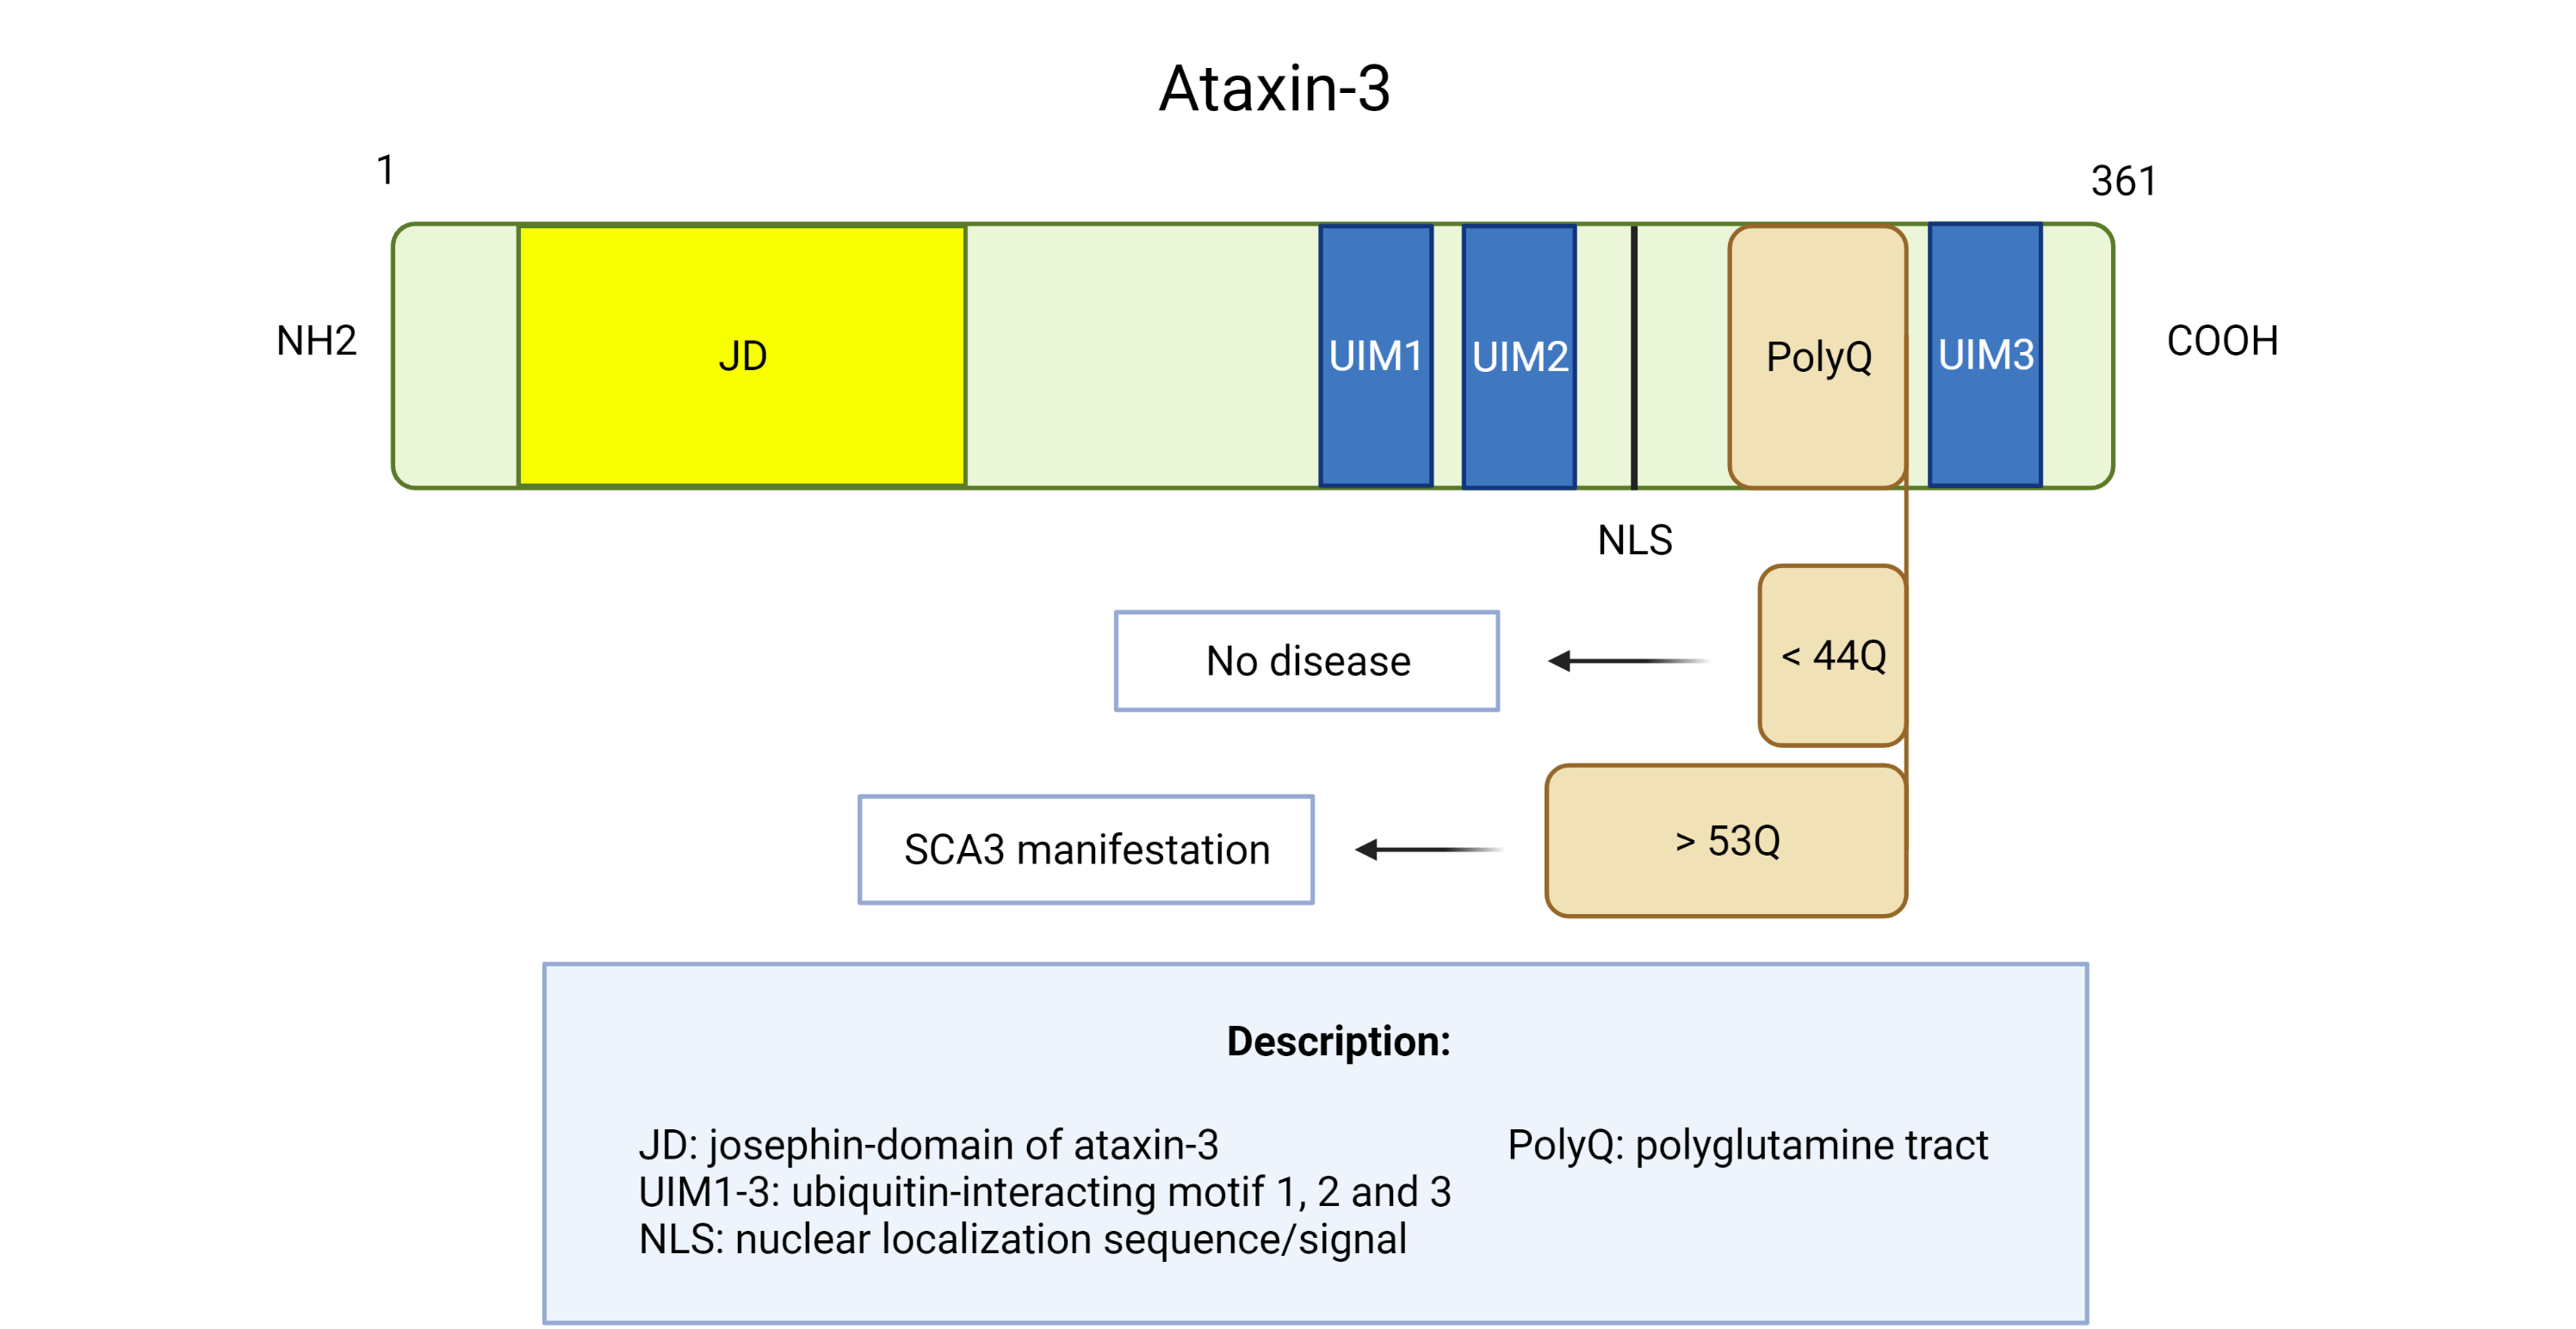 Ataxin-3
1
361
NH2
JD
UIM1
UIM2
PolyQ
UIM3
COOH
NLS
< 44Q
No disease
> 53Q
SCA3 manifestation
Description:
JD: josephin-domain of ataxin-3
UIM1-3: ubiquitin-interacting motif 1, 2 and 3
NLS: nuclear localization sequence/signal
PolyQ: polyglutamine tract